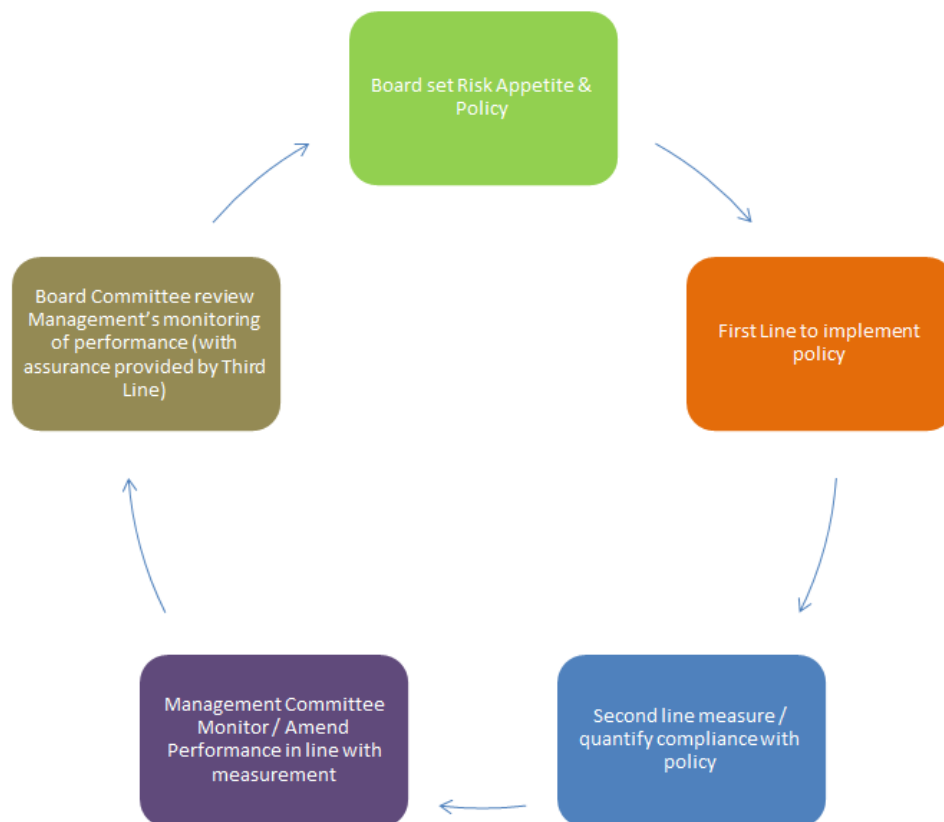 Board set Risk Appetite &
Policy
First Line to implement
policy
Second line measure /
quantify compliance with
policy
Management Committee
Monitor / Amend
Performance in line with
measurement
Board Committee review
Management’s monitoring
of performance (with
assurance provided by Third
Line)